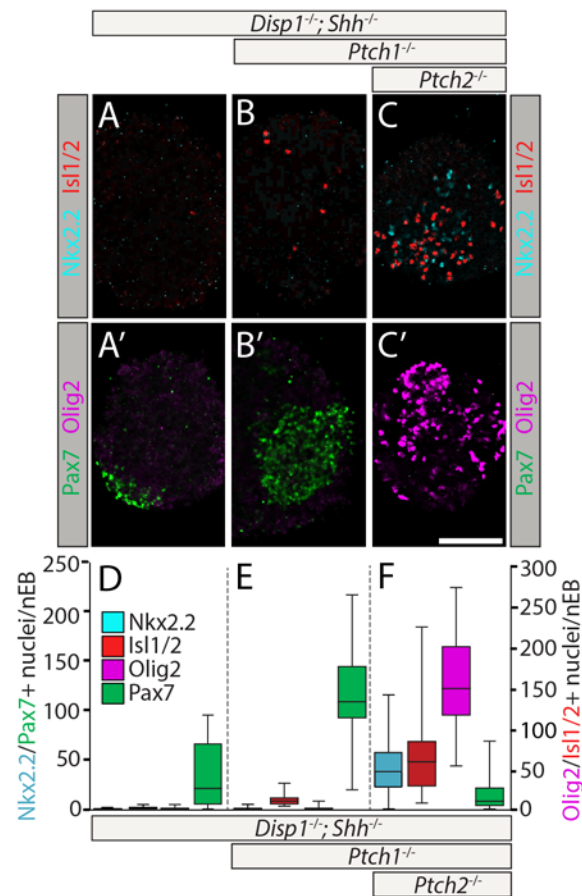 Disp1-/-; Shh-/-
Ptch1-/-
Ptch2-/-
A B C
Nkx2.2 Isl1/2
Nkx2.2 Isl1/2
A' B' C'
Pax7 Olig2
Pax7 Olig2
D E F
Nkx2.2
Isl1/2
Olig2
Pax7
Nkx2.2/Pax7+ nuclei/nEB
250
200
150
100
50
0
300
250
200
150
100
50
0
Olig2/Isl1/2+ nuclei/nEB
Disp1-/-; Shh-/-
Ptch1-/-
Ptch2-/-